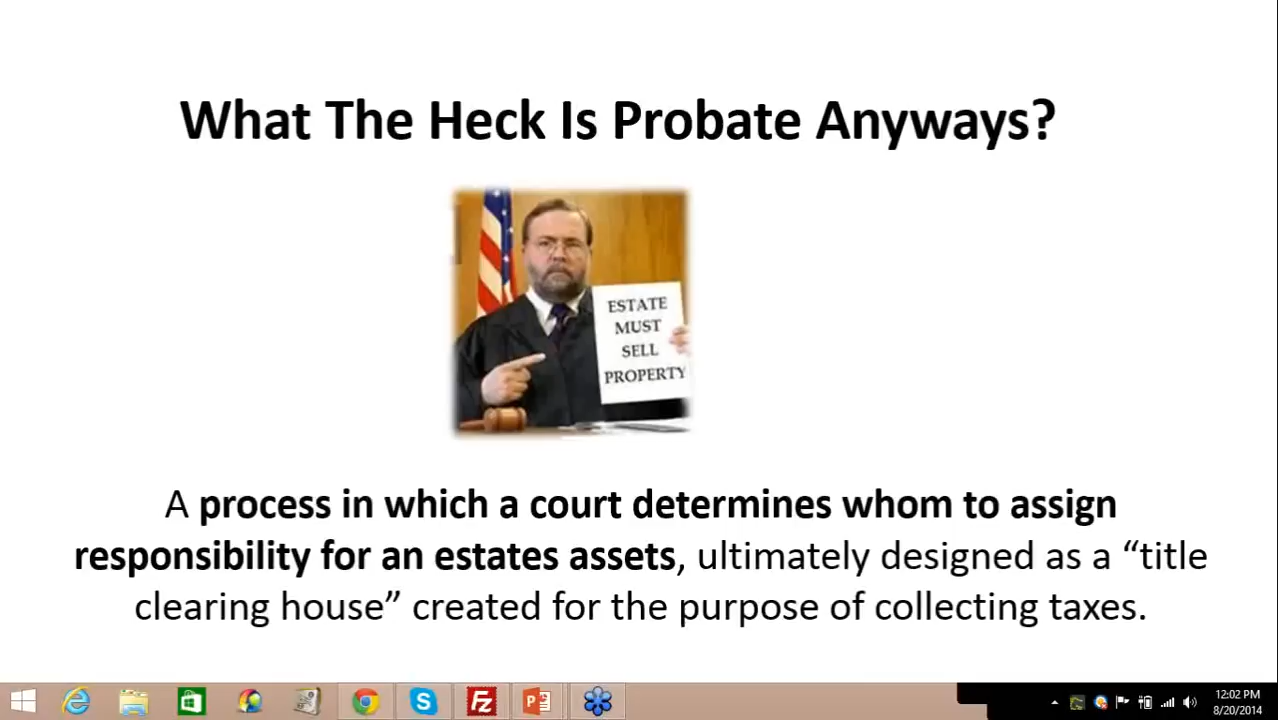 What The Heck Is Probate Anyways?
ESTATE
MUST
SELL
PROPERTY
A process in which a court determines whom to assign
responsibility for an estates assets, ultimately designed as a “title
clearing house” created for the purpose of collecting taxes.
12:02 PM
8/20/2014